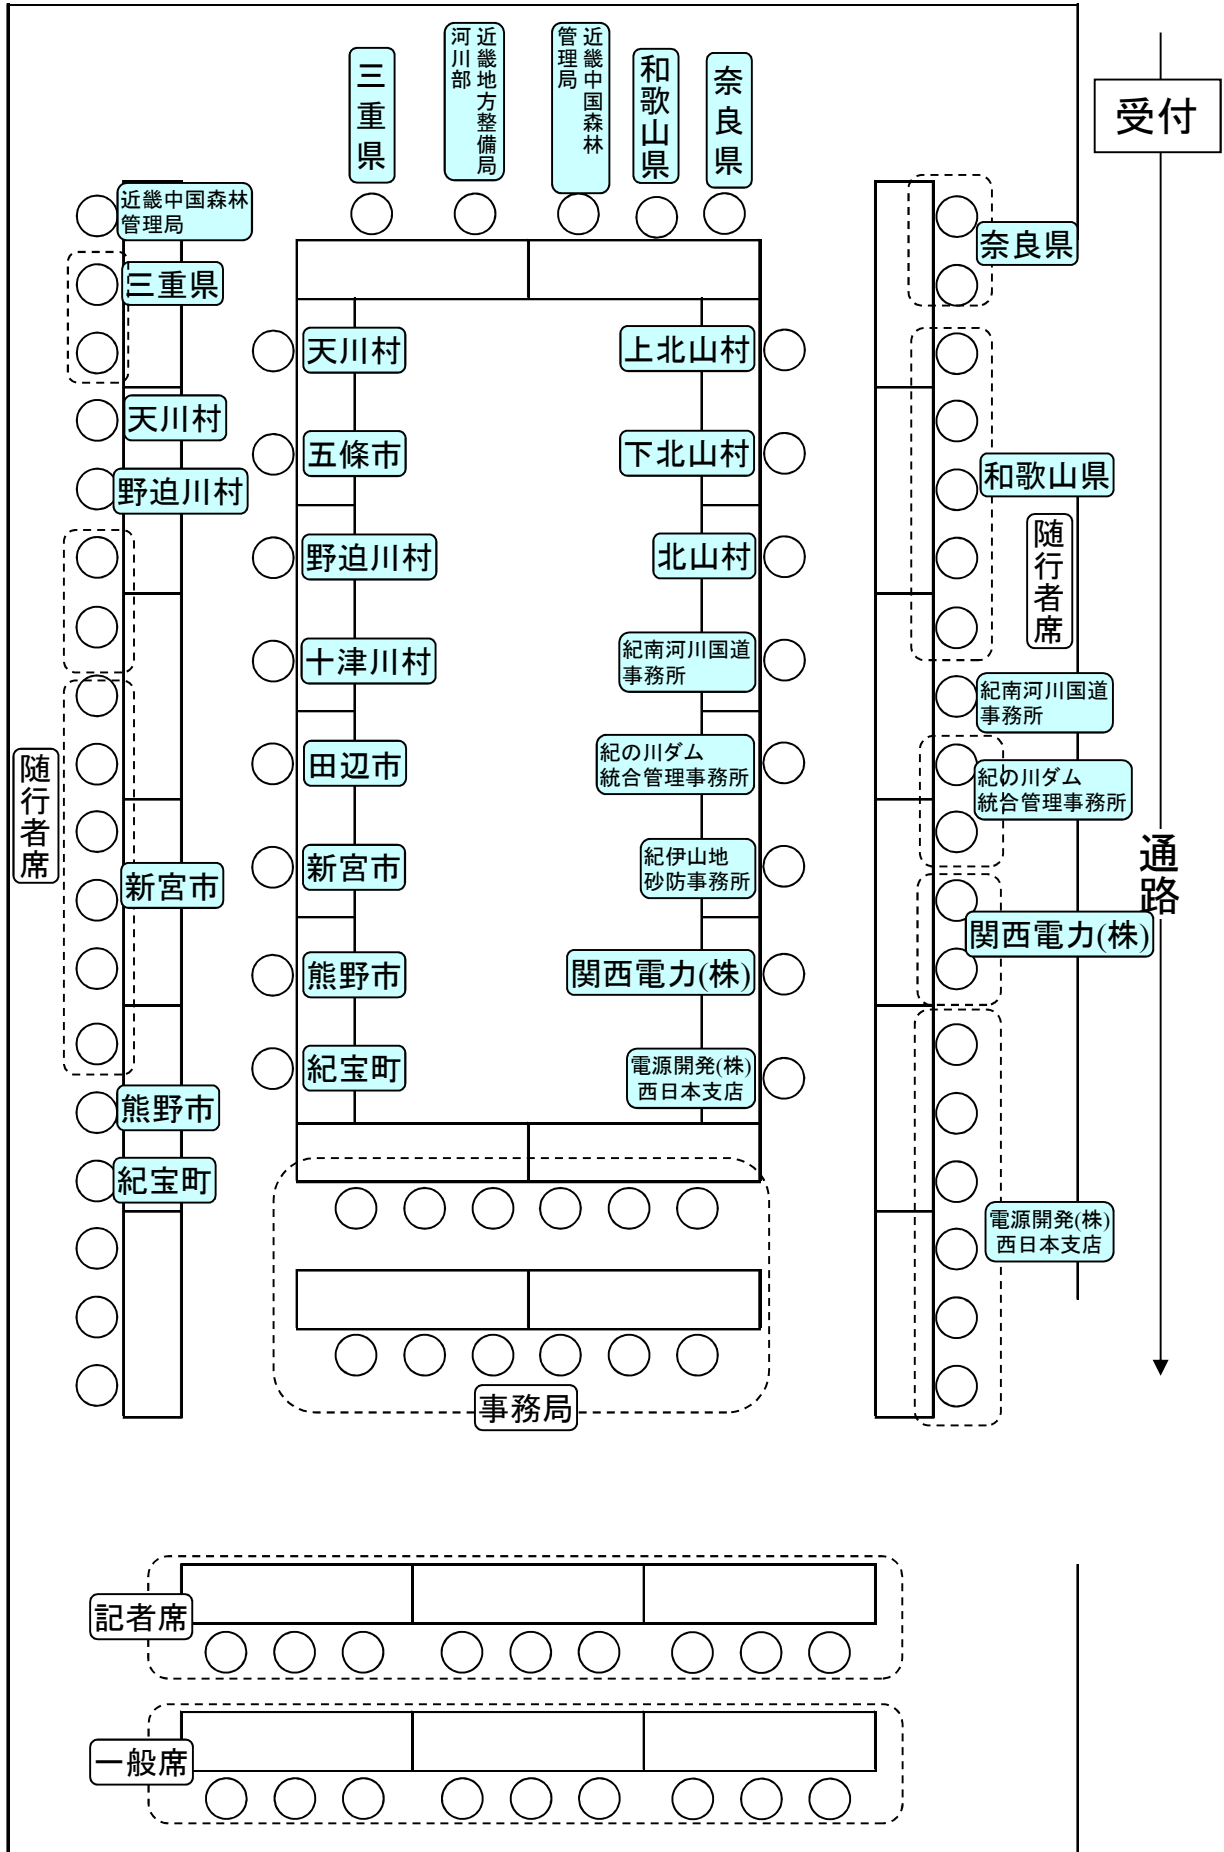 三重県
近畿地方整備局
河川部
近畿中国森林
管理局
和歌山県
奈良県
受付
近畿中国森林
管理局
三重県
天川村
野迫川村
随行者席
新宮市
熊野市
紀宝町
天川村
五條市
野迫川村
十津川村
田辺市
新宮市
熊野市
紀宝町
上北山村
下北山村
北山村
紀南河川国道
事務所
紀の川ダム
統合管理事務所
紀伊山地
砂防事務所
関西電力(株)
電源開発(株)
西日本支店
奈良県
和歌山県
随行者席
紀南河川国道
事務所
紀の川ダム
統合管理事務所
通路
関西電力(株)
電源開発(株)
西日本支店
事務局
記者席
一般席